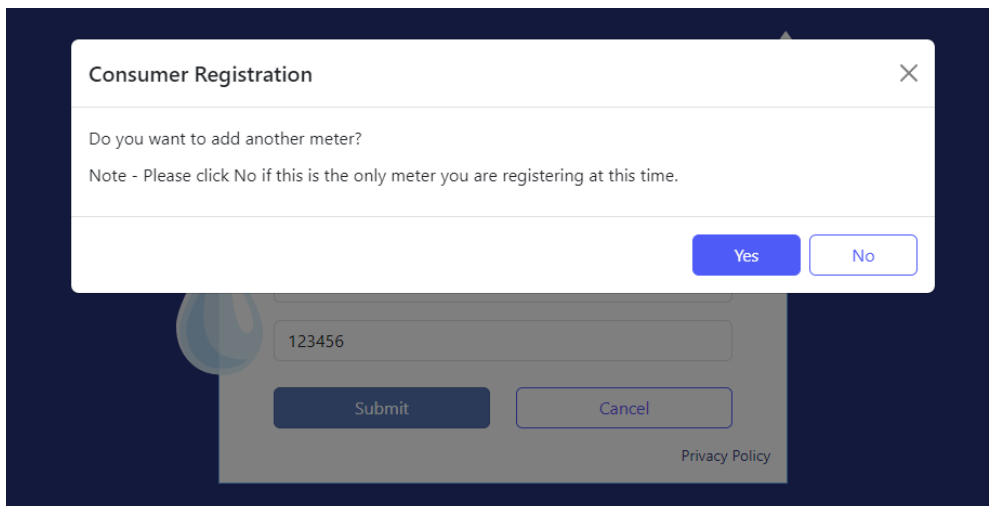 Consumer Registration
Do you want to add another meter?
Note - Please click No if this is the only meter you are registering at this time.
Yes No
123456
Submit Cancel
Privacy Policy